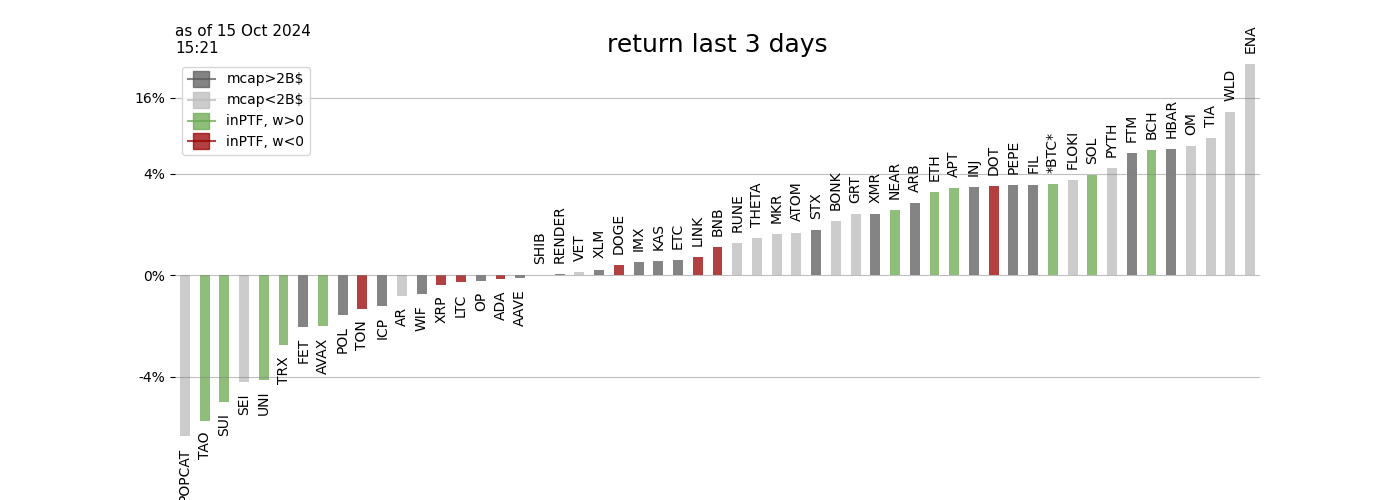 as of 15 Oct 2024
15:21
return last 3 days
mcap>2B$
mcap<2B$
inPTF, w>0
inPTF, w<0
16%
4%
0%
-4%
POPCAT
TAO
SUI
SEI
UNI
TRX
FET
AVAX
POL
TON
ICP
AR
WIF
XRP
LTC
OP
ADA
AAVE
SHIB
RENDER
VET
XLM
DOGE
IMX
KAS
ETC
LINK
BNB
RUNE
THETA
MKR
ATOM
STX
BONK
GRT
XMR
NEAR
ARB
ETH
APT
INJ
DOT
PEPE
FIL
*BTC*
FLOKI
SOL
PYTH
FTM
BCH
HBAR
OM
TIA
WLD
ENA